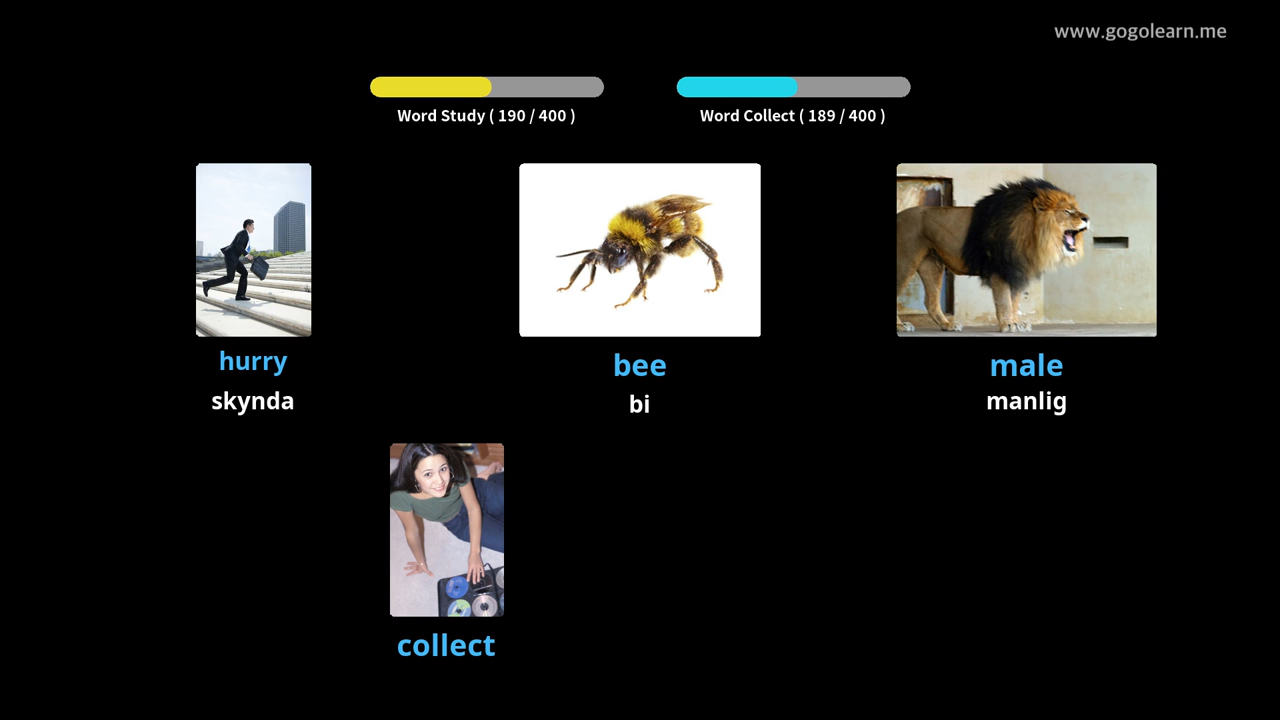 www.gogolearn.me
Word Study ( 190 / 400 )
Word Collect ( 189 / 400 )
hurry
skynda
bee
bi
male
manlig
collect